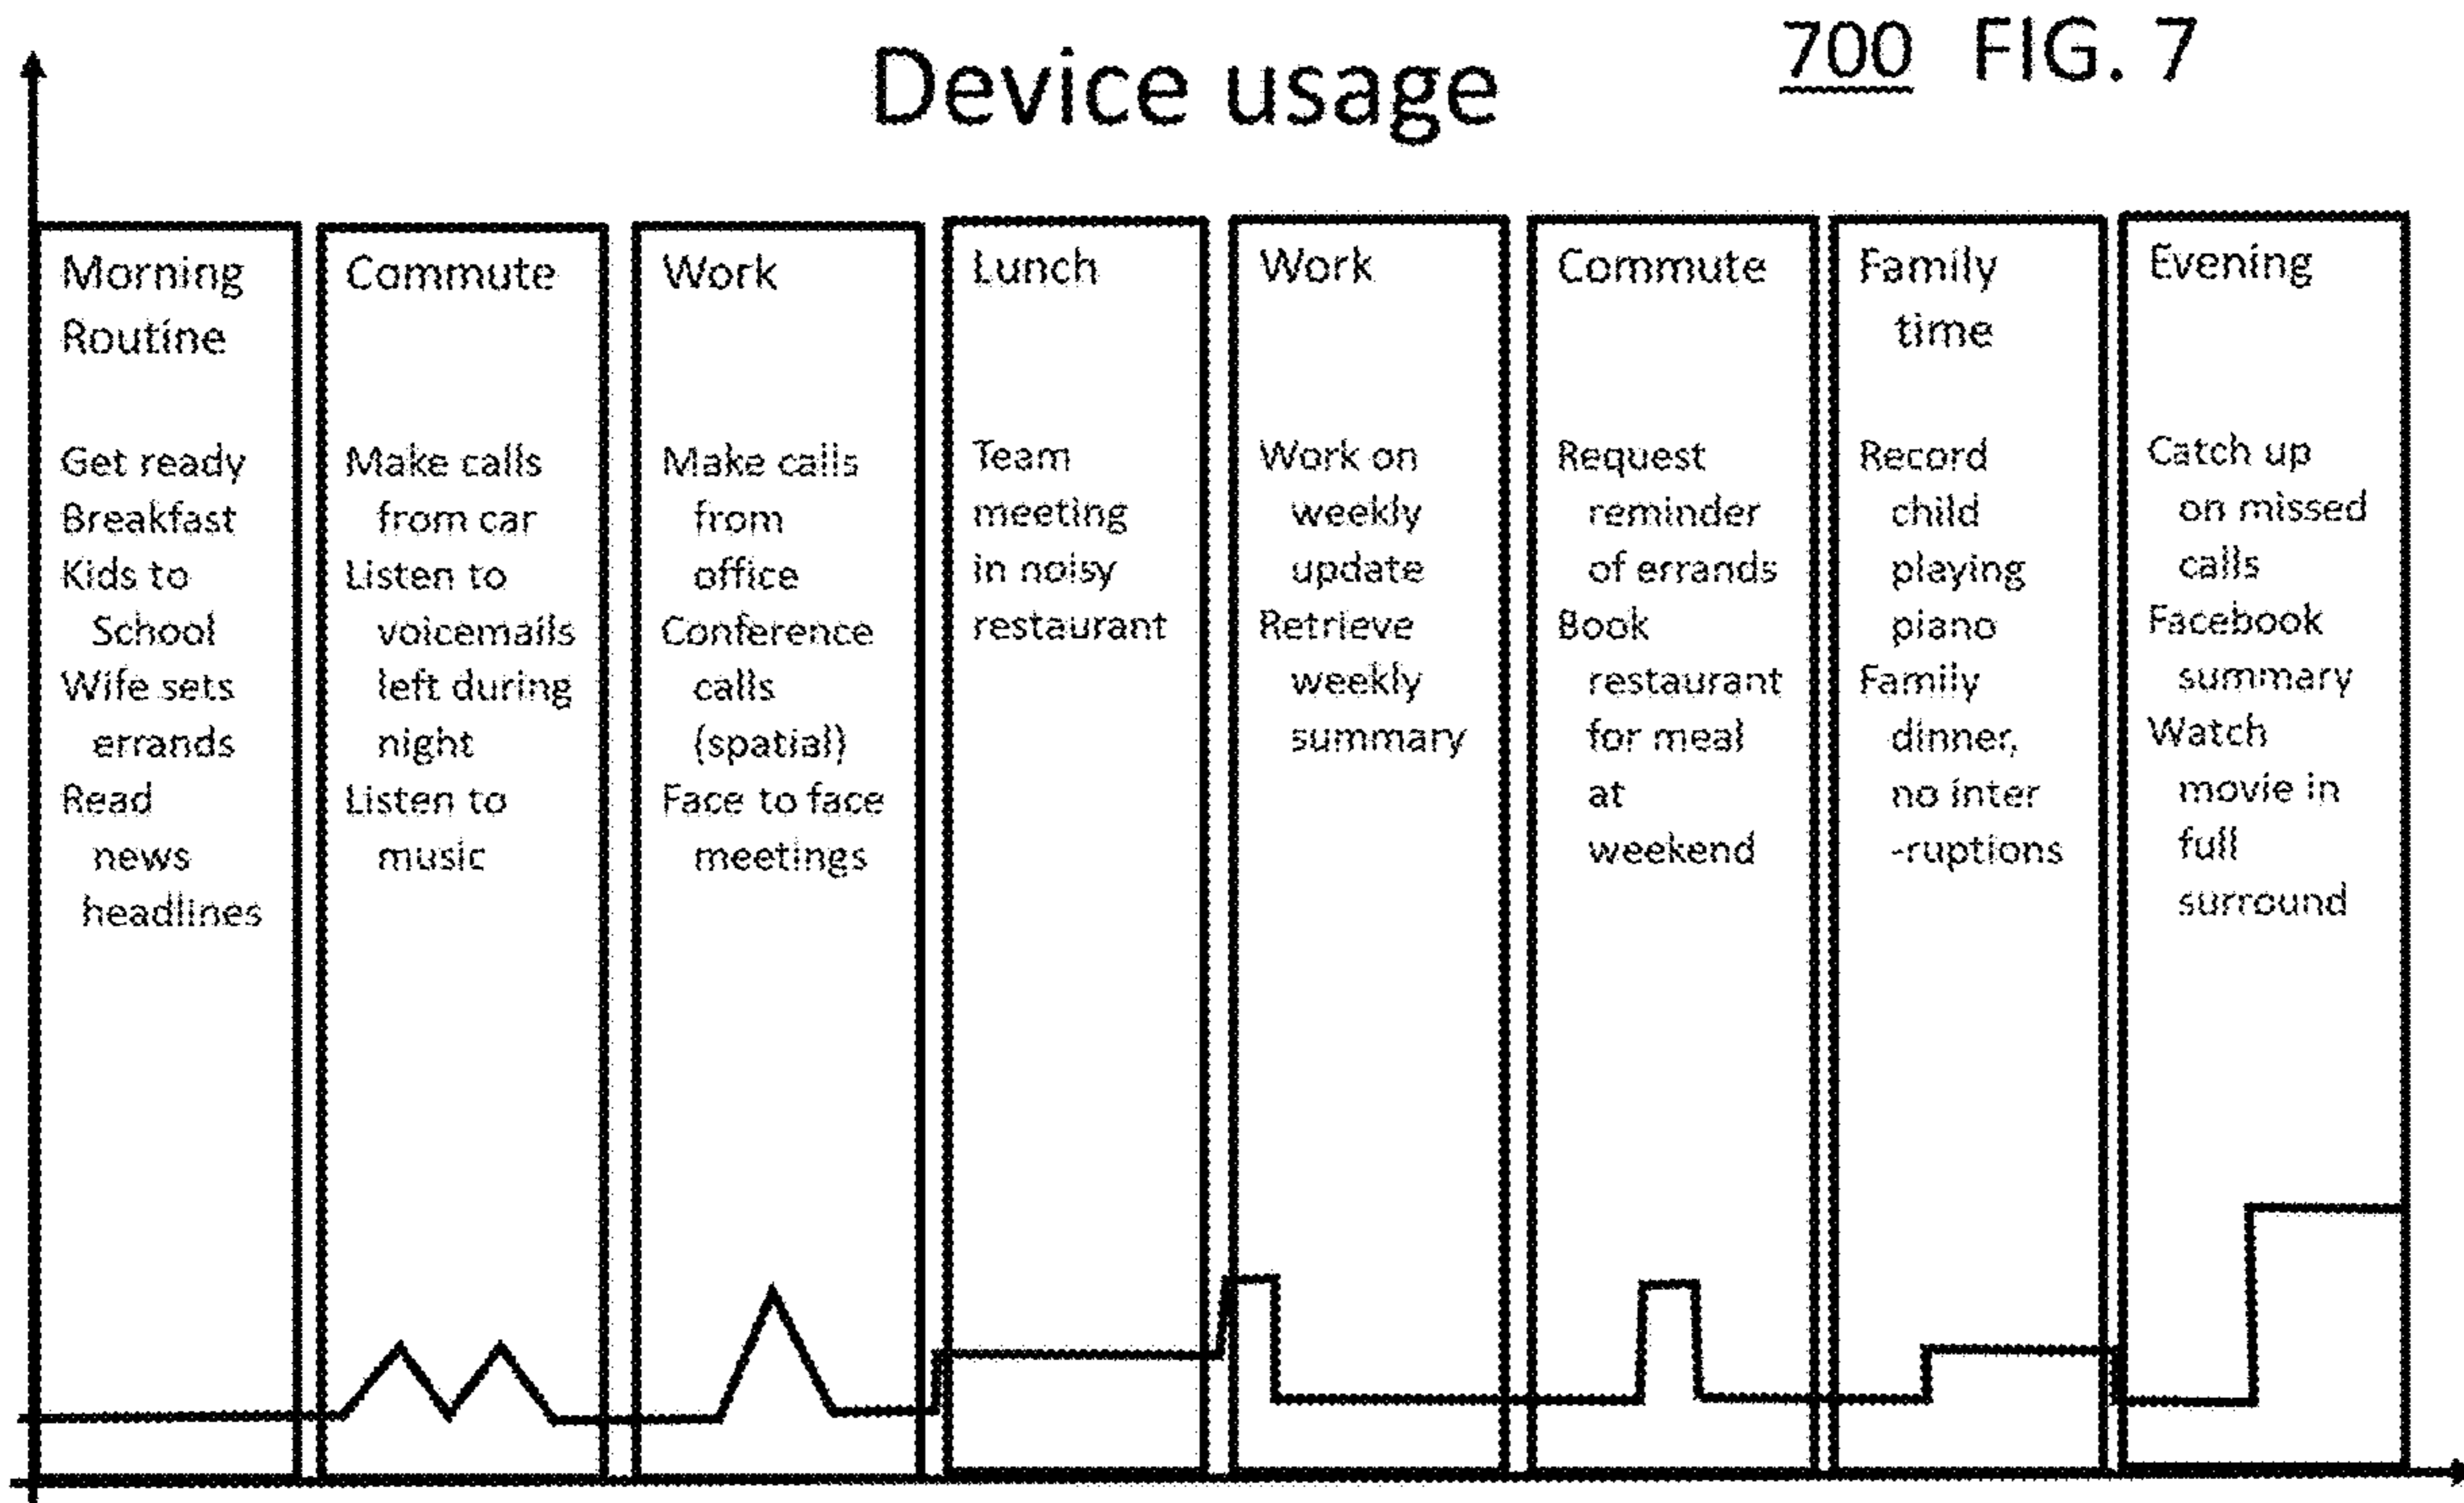 Device usage
700 FIG. 7
Morning
Routine
Get ready
Breakfast
Kids to
School
Wife sets
errands
Read
news
headlines
Commute
Make calls
from car
Listen to
voicemails
left during
night
Listen to
music
Work
Make calls
from
office
Conference
calls
(spatial)
Face to face
meetings
Lunch
Team
meeting
in noisy
restaurant
Work
Work on
weekly
update
Retrieve
weekly
summary
Commute
Request
reminder
of errands
Book
restaurant
for meal
at
weekend
Family
time
Record
child
playing
piano
Family
dinner,
no inter
-ruptions
Evening
Catch up
on missed
calls
Facebook
summary
Watch
movie in
full
surround